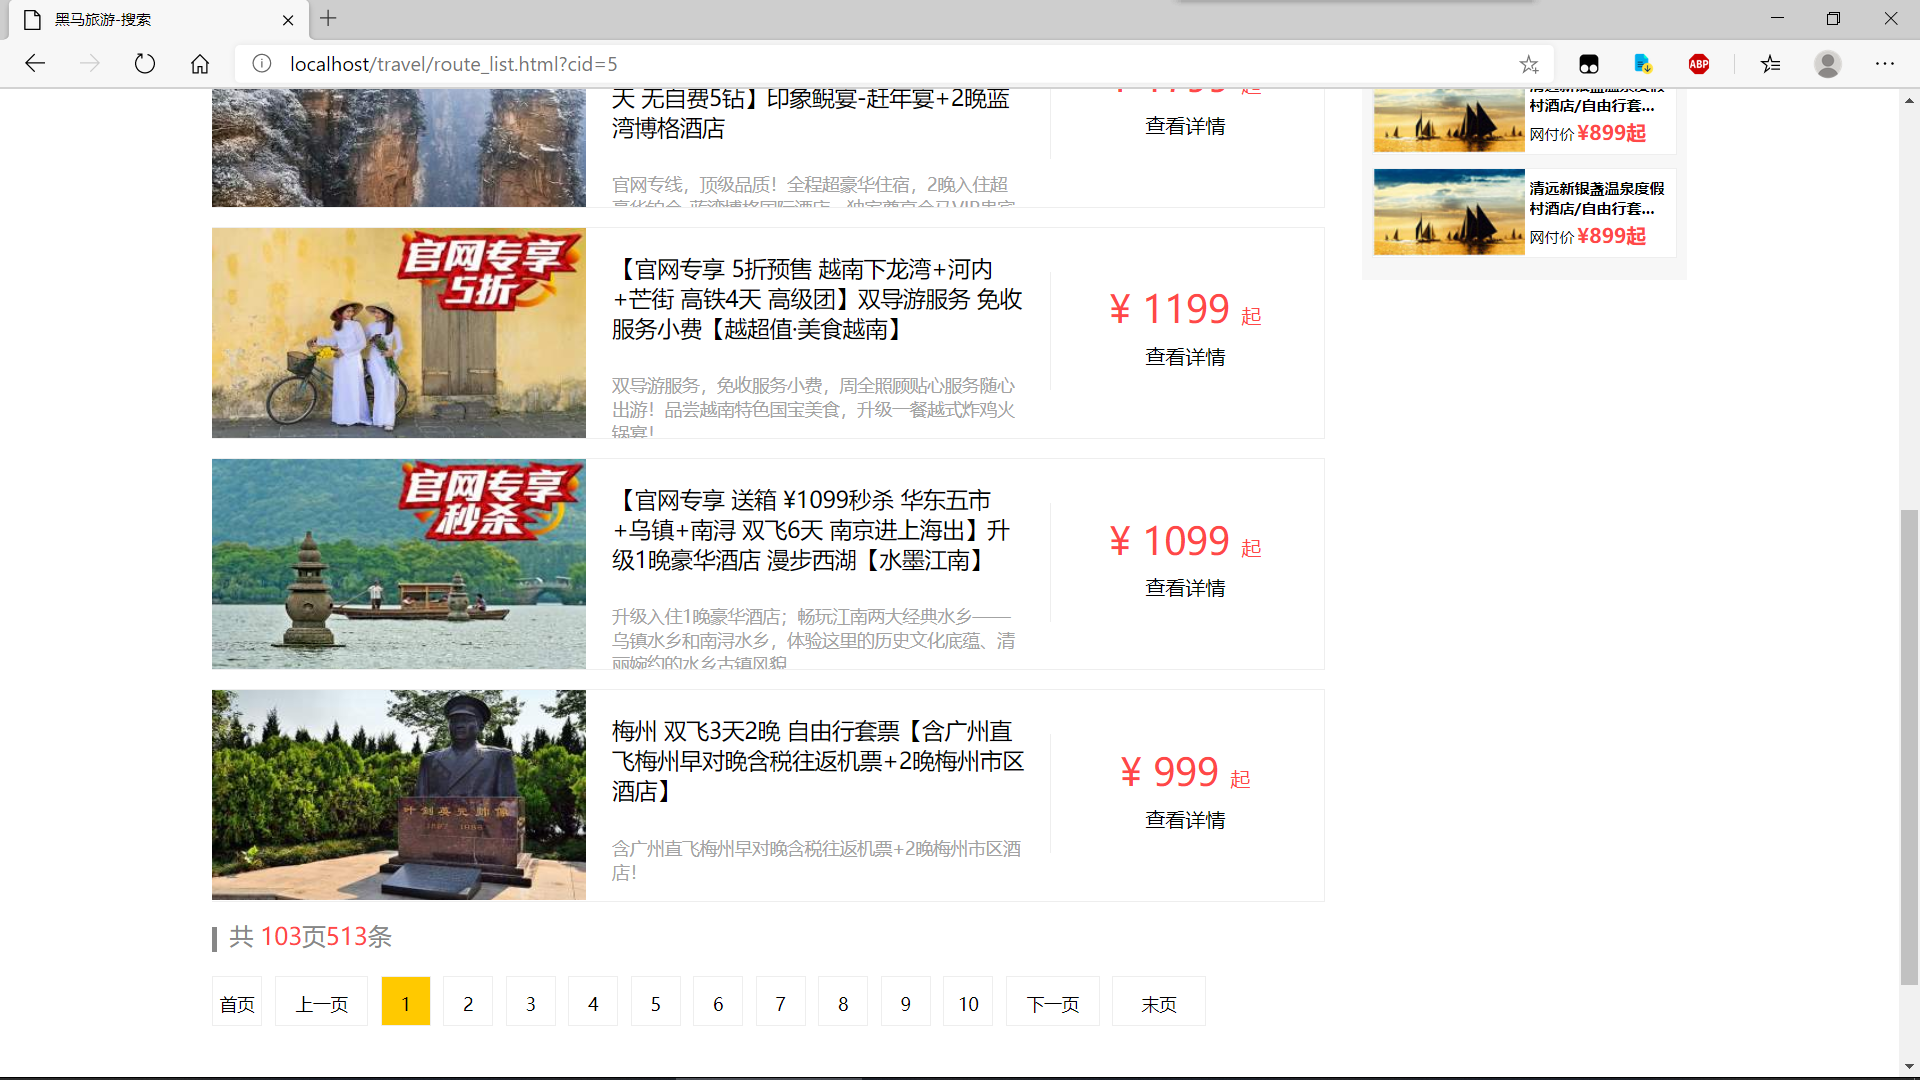 黑马旅游-搜索
localhost/travel/route_list.html?cid=5
ABP
天 无自费5钻】印象鲵宴-赶年宴+2晚蓝
湾博格酒店
查看详情
官网专线，顶级品质！全程超豪华住宿，2晚入住超
村酒店/自由行套...
网付价 ¥899起
清远新银盏温泉度假
村酒店/自由行套...
网付价 ¥899起
官网专享
5折
【官网专享 5折预售 越南下龙湾+河内
+芒街 高铁4天 高级团】双导游服务 免收
服务小费【越超值·美食越南】
¥ 1199 起
查看详情
双导游服务，免收服务小费，周全照顾贴心服务随心
出游！品尝越南特色国宝美食，升级一餐越式炸鸡火
锅宴！
官网专享
秒杀
【官网专享 送箱 ¥1099秒杀 华东五市
+乌镇+南浔 双飞6天 南京进上海出】升
级1晚豪华酒店 漫步西湖【水墨江南】
¥ 1099 起
查看详情
升级入住1晚豪华酒店；畅玩江南两大经典水乡——
乌镇水乡和南浔水乡，体验这里的历史文化底蕴、清
丽婉约的水乡古镇风貌
叶剑英元帅像
梅州 双飞3天2晚 自由行套票【含广州直
飞梅州早对晚含税往返机票+2晚梅州市区
酒店】
¥ 999 起
查看详情
含广州直飞梅州早对晚含税往返机票+2晚梅州市区酒
店！
共 103页513条
首页 上一页 1 2 3 4 5 6 7 8 9 10 下一页 末页